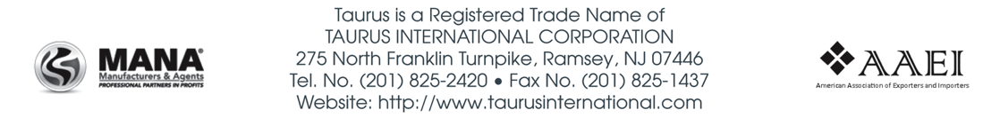 MANA®
Manufacturers & Agents
PROFESSIONAL PARTNERS IN PROFITS
Taurus is a Registered Trade Name of
TAURUS INTERNATIONAL CORPORATION
275 North Franklin Turnpike, Ramsey, NJ 07446
Tel. No. (201) 825-2420 • Fax No. (201) 825-1437
Website: http://www.taurusinternational.com
AAEI
American Association of Exporters and Importers